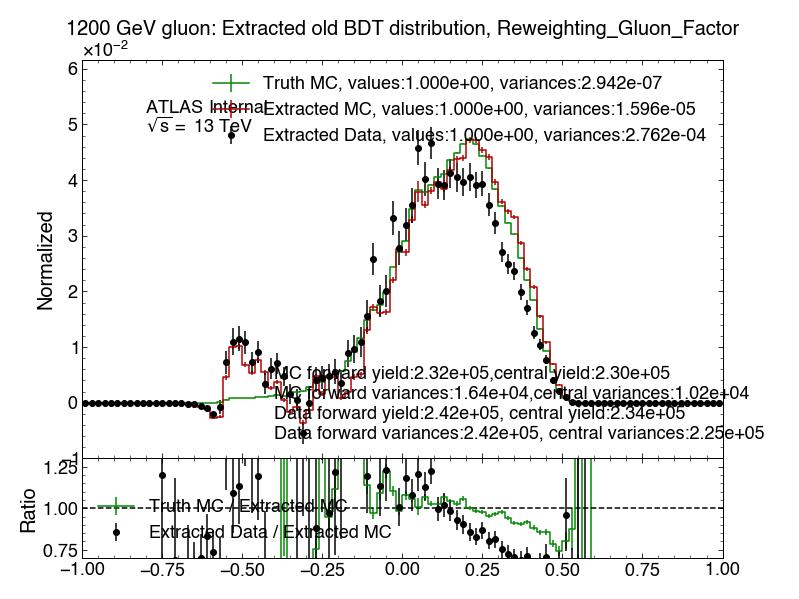 1200 GeV gluon: Extracted old BDT distribution, Reweighting_Gluon_Factor
×10⁻²
Truth MC, values:1.000e+00, variances:2.942e-07
ATLAS Internal
Extracted MC, values:1.000e+00, variances:1.596e-05
√s = 13 TeV
Extracted Data, values:1.000e+00, variances:2.762e-04
6
5
4
3
2
1
0
−1
Normalized
MC forward yield:2.32e+05,central yield:2.30e+05
MC forward variances:1.64e+04,central variances:1.02e+04
Data forward yield:2.42e+05, central yield:2.34e+05
Data forward variances:2.42e+05, central variances:2.25e+05
1.25
1.00
0.75
Ratio
Truth MC / Extracted MC
Extracted Data / Extracted MC
−1.00 −0.75 −0.50 −0.25 0.00 0.25 0.50 0.75 1.00